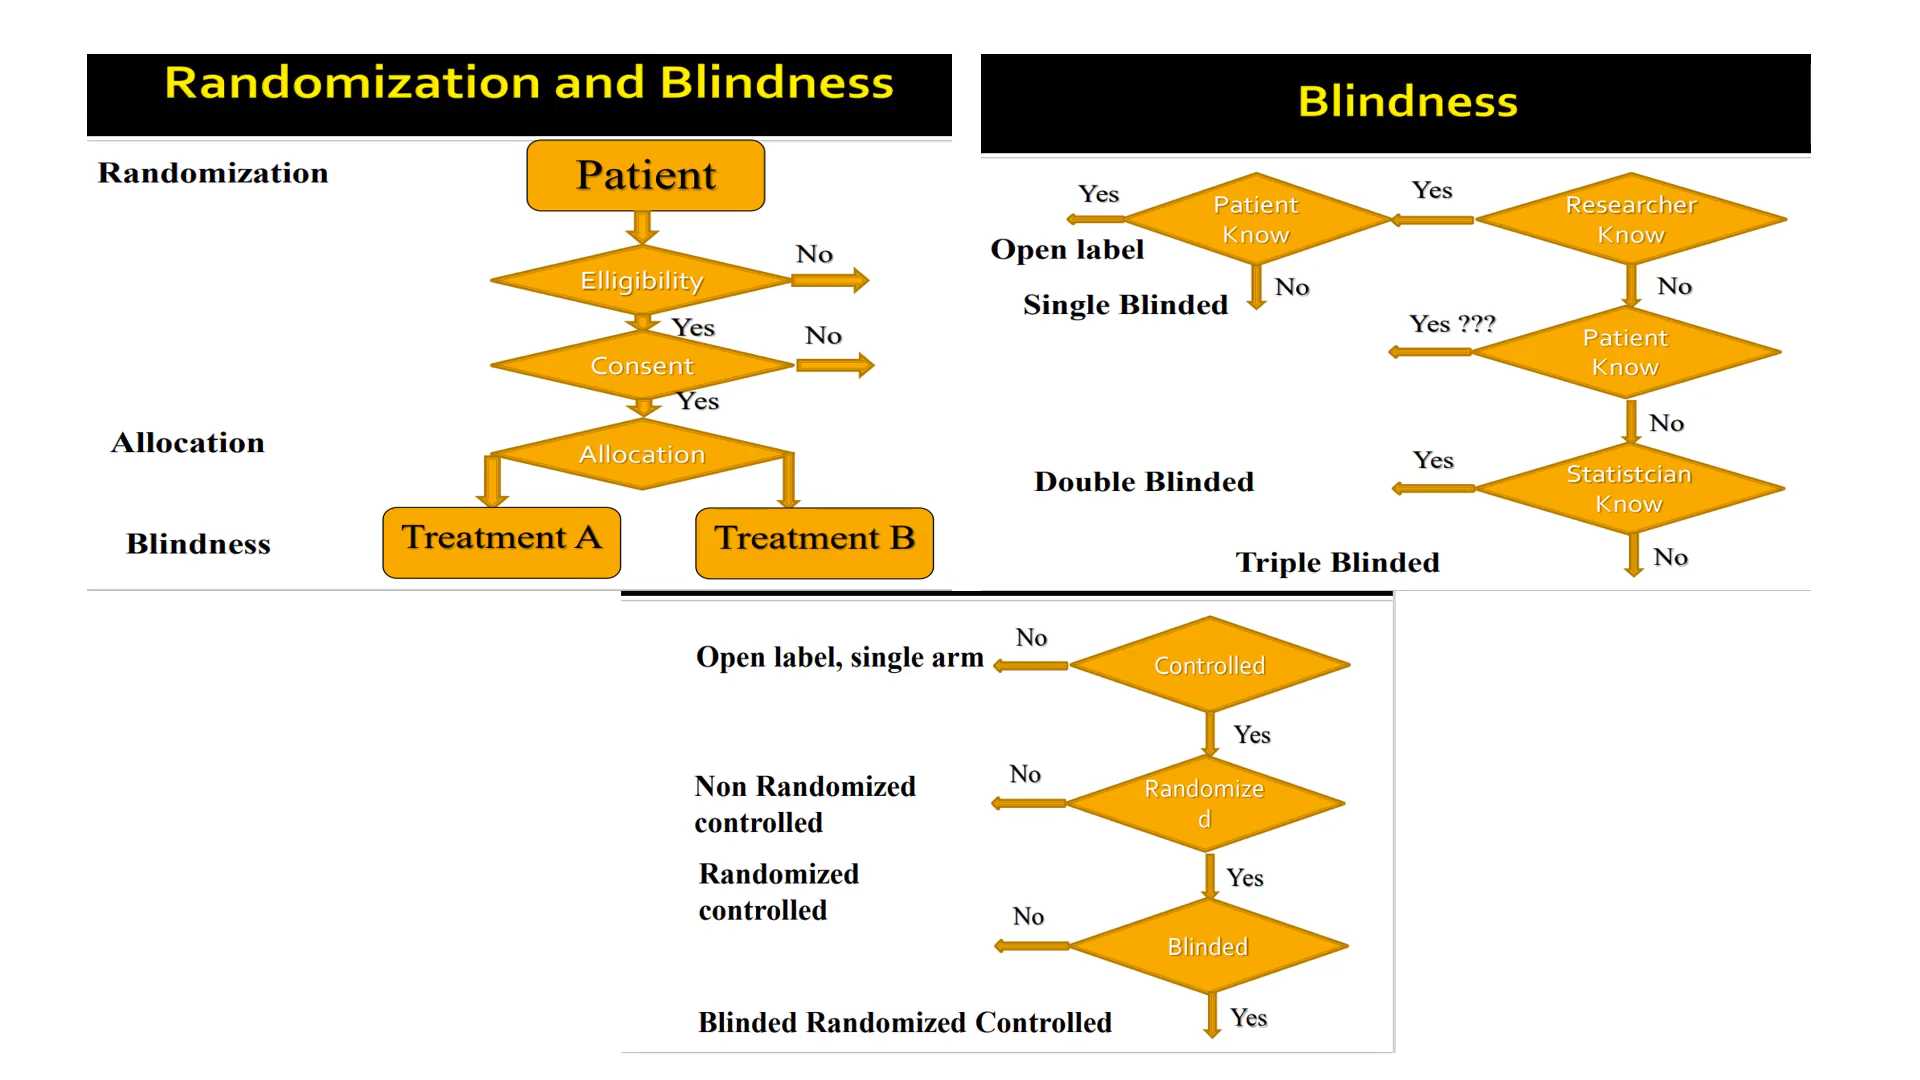 Randomization and Blindness
Randomization
Patient
Elligibility
No
Yes
Consent
No
Yes
Allocation
Allocation
Blindness
Treatment A
Treatment B
Blindness
Yes
Patient
Know
Yes
Researcher
Know
Open label
Single Blinded
No
No
Yes ???
Patient
Know
No
Double Blinded
Yes
Statistcian
Know
Triple Blinded
No
Open label, single arm
No
Controlled
Yes
Non Randomized
controlled
No
Randomize
d
Yes
Randomized
controlled
No
Blinded
Blinded Randomized Controlled
Yes